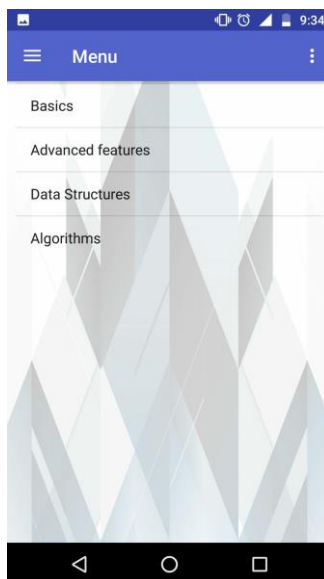 9:34
Menu
Basics
Advanced features
Data Structures
Algorithms